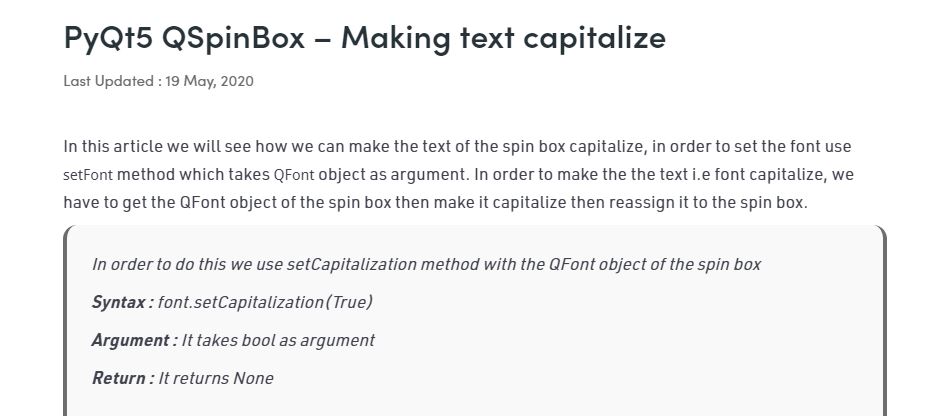 PyQt5 QSpinBox – Making text capitalize
Last Updated : 19 May, 2020
In this article we will see how we can make the text of the spin box capitalize, in order to set the font use
setFont method which takes QFont object as argument. In order to make the the text i.e font capitalize, we
have to get the QFont object of the spin box then make it capitalize then reassign it to the spin box.
In order to do this we use setCapitalization method with the QFont object of the spin box
Syntax : font.setCapitalization(True)
Argument : It takes bool as argument
Return : It returns None